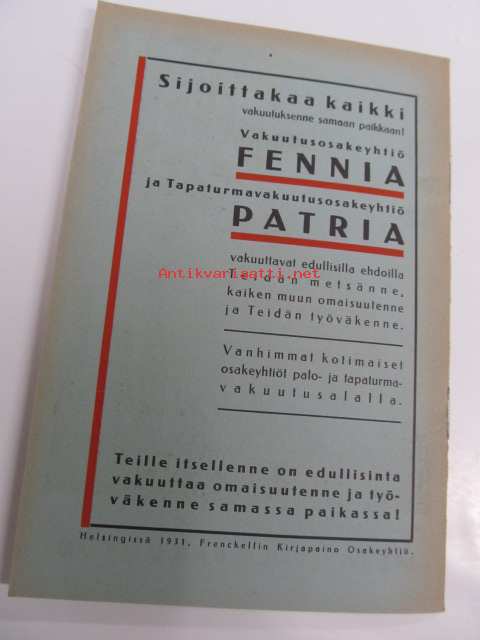 Sijoittakaa kaikki
vakuutuksenne samaan paikkaan!
Vakuutusosakeyhtiö
FENNIA
ja Tapaturmavakuutusosakeyhtiö
PATRIA
vakuuttavat edullisilla ehdoilla
Antikvariaatti.net
Teidän metsänne,
kaiken muun omaisuutenne
ja Teidän työväkenne.
Vanhimmat kotimaiset
osakeyhtiöt palo- ja tapaturma-
vakuutusalalla.
Teille itsellenne on edullisinta
vakuuttaa omaisuutenne ja työ-
väkenne samassa paikassa!
Helsingissä 1931, Frenckellin Kirjapaino Osakeyhtiö.